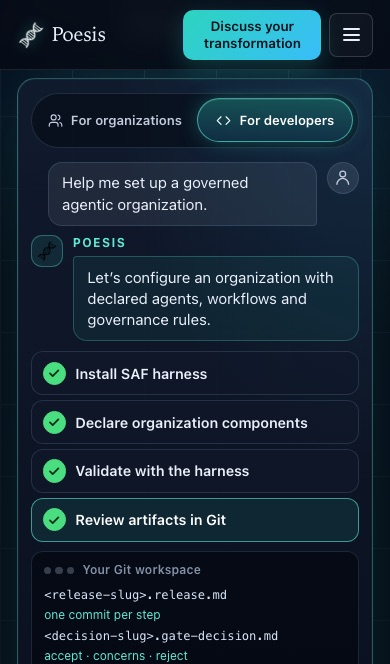 Poesis
Discuss your
transformation
For organizations
For developers
Help me set up a governed
agentic organization.
POESIS
Let’s configure an organization with
declared agents, workflows and
governance rules.
Install SAF harness
Declare organization components
Validate with the harness
Review artifacts in Git
Your Git workspace
<release-slug>.release.md
one commit per step
<decision-slug>.gate-decision.md
accept · concerns · reject